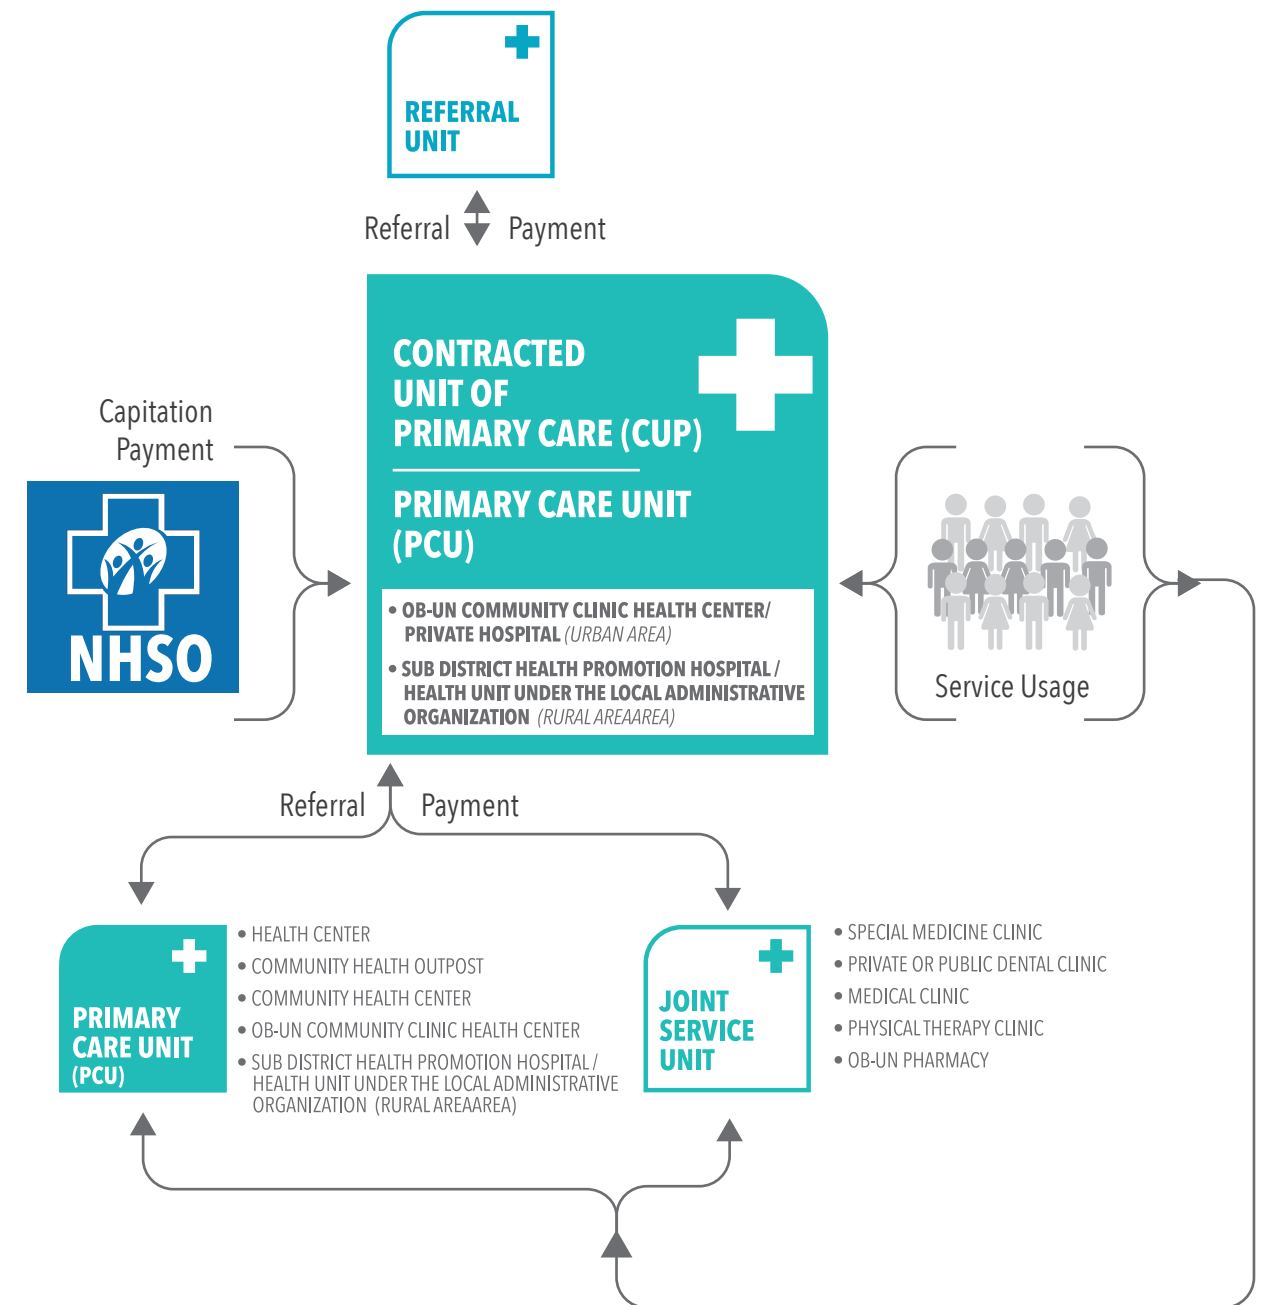 REFERRAL
UNIT
Referral Payment
CONTRACTED
UNIT OF
PRIMARY CARE (CUP)
PRIMARY CARE UNIT
(PCU)
• OB-UN COMMUNITY CLINIC HEALTH CENTER/
PRIVATE HOSPITAL (URBAN AREA)
• SUB DISTRICT HEALTH PROMOTION HOSPITAL /
HEALTH UNIT UNDER THE LOCAL ADMINISTRATIVE
ORGANIZATION (RURAL AREAAREA)
Capitation
Payment
NHSO
Service Usage
Referral Payment
PRIMARY
CARE UNIT
(PCU)
• HEALTH CENTER
• COMMUNITY HEALTH OUTPOST
• COMMUNITY HEALTH CENTER
• OB-UN COMMUNITY CLINIC HEALTH CENTER
• SUB DISTRICT HEALTH PROMOTION HOSPITAL /
HEALTH UNIT UNDER THE LOCAL ADMINISTRATIVE
ORGANIZATION (RURAL AREAAREA)
JOINT
SERVICE
UNIT
• SPECIAL MEDICINE CLINIC
• PRIVATE OR PUBLIC DENTAL CLINIC
• MEDICAL CLINIC
• PHYSICAL THERAPY CLINIC
• OB-UN PHARMACY